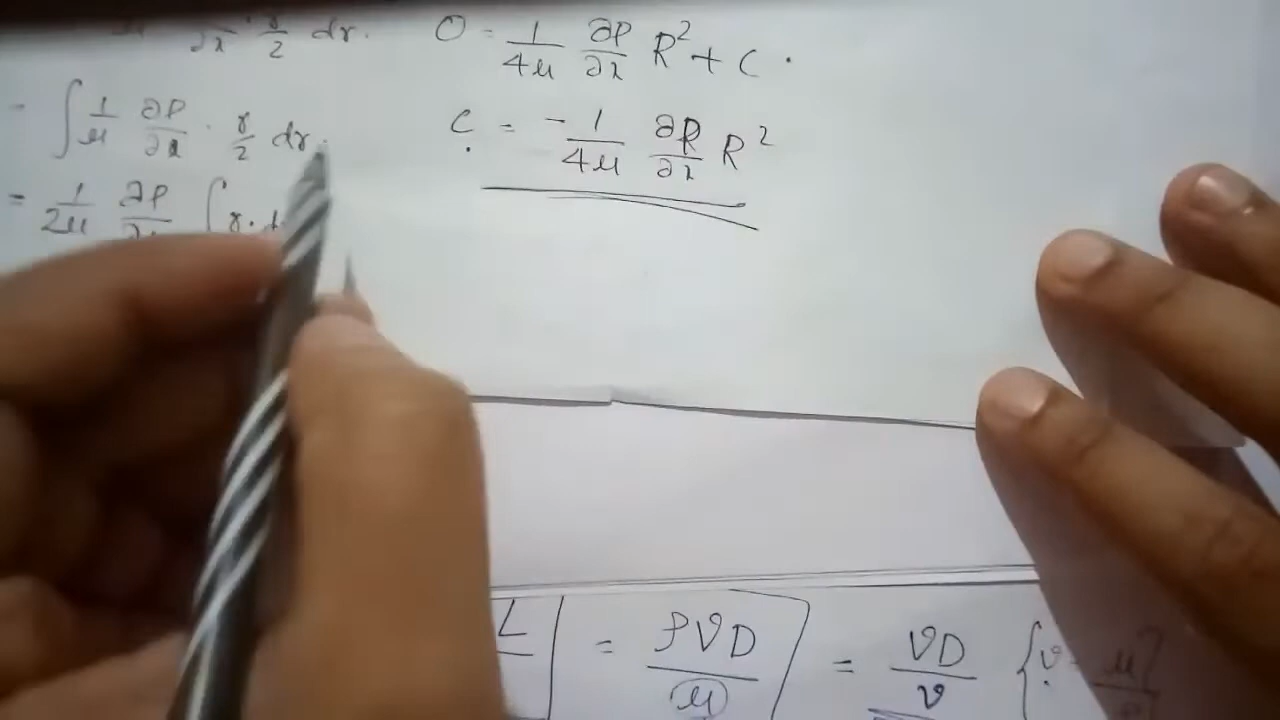 ∂x · r/2 dr.
∫ 1/μ ∂P/∂x · r/2 dr.
= 1/2μ ∂P ∫ r·
0 = 1/4μ ∂P/∂x R² + C .
C = -1/4μ ∂P/∂x R²
L = ρVD/μ = VD/ν {ν = μ